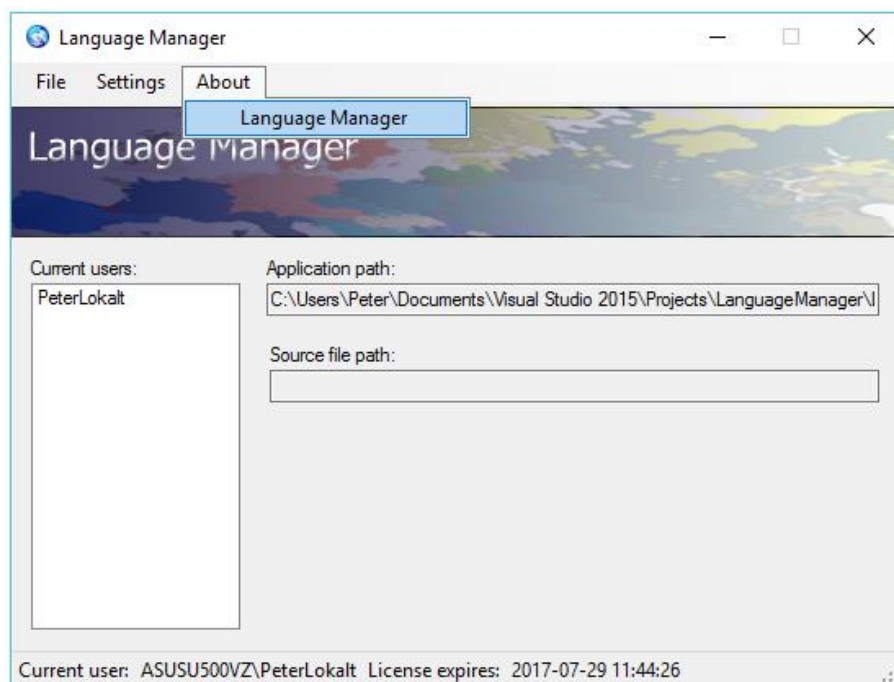 Language Manager
File Settings About
Language Manager
Language Manager
Current users:
PeterLokalt
Application path:
C:\Users\Peter\Documents\Visual Studio 2015\Projects\LanguageManager\
Source file path:
Current user: ASUSU500VZ\PeterLokalt License expires: 2017-07-29 11:44:26